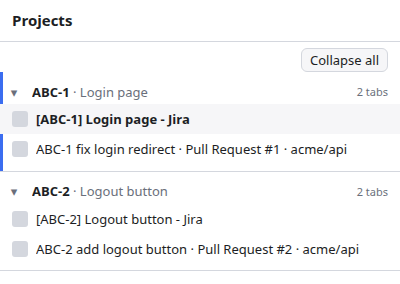 Projects
Collapse all
▾ ABC-1 · Login page 2 tabs
[ABC-1] Login page - Jira
ABC-1 fix login redirect · Pull Request #1 · acme/api
▾ ABC-2 · Logout button 2 tabs
[ABC-2] Logout button - Jira
ABC-2 add logout button · Pull Request #2 · acme/api